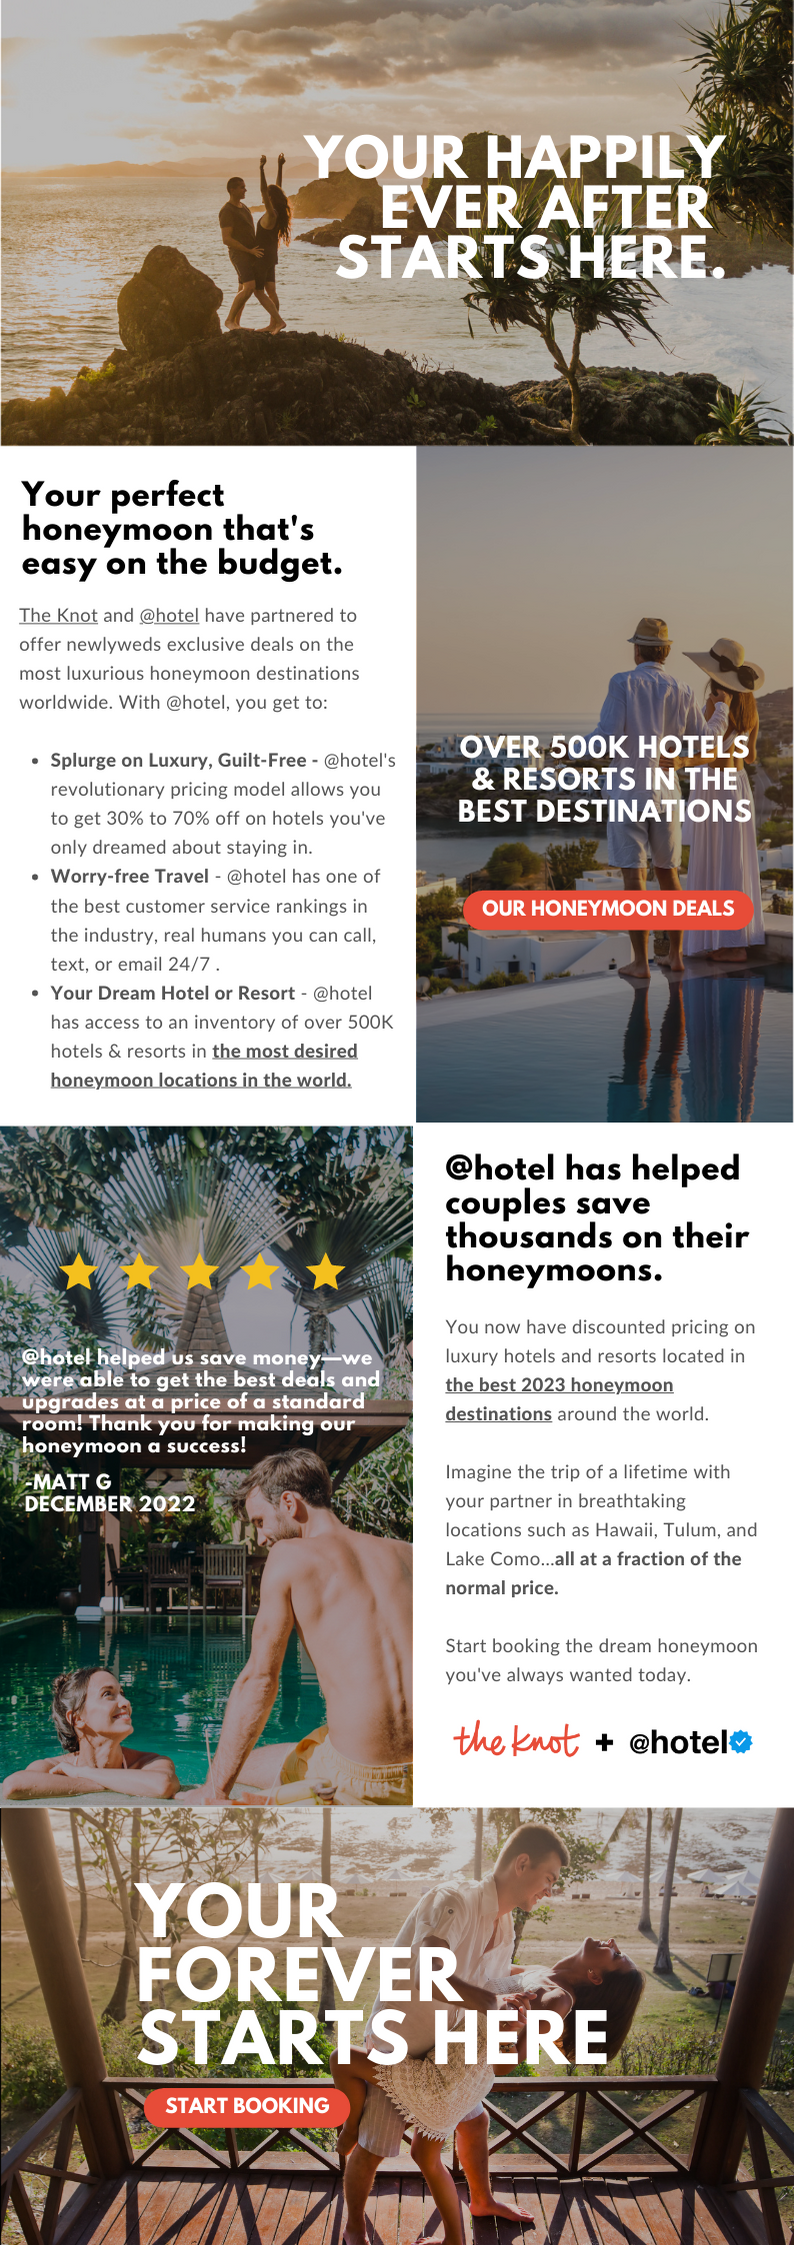 YOUR HAPPILY
EVER AFTER
STARTS HERE.
Your perfect
honeymoon that's
easy on the budget.
The Knot and @hotel have partnered to
offer newlyweds exclusive deals on the
most luxurious honeymoon destinations
worldwide. With @hotel, you get to:
• Splurge on Luxury, Guilt-Free - @hotel's
revolutionary pricing model allows you
to get 30% to 70% off on hotels you've
only dreamed about staying in.
• Worry-free Travel - @hotel has one of
the best customer service rankings in
the industry, real humans you can call,
text, or email 24/7 .
• Your Dream Hotel or Resort - @hotel
has access to an inventory of over 500K
hotels & resorts in the most desired
honeymoon locations in the world.
OVER 500K HOTELS
& RESORTS IN THE
BEST DESTINATIONS
OUR HONEYMOON DEALS
@hotel helped us save money—we
were able to get the best deals and
upgrades at a price of a standard
room! Thank you for making our
honeymoon a success!
-MATT G
DECEMBER 2022
@hotel has helped
couples save
thousands on their
honeymoons.
You now have discounted pricing on
luxury hotels and resorts located in
the best 2023 honeymoon
destinations around the world.
Imagine the trip of a lifetime with
your partner in breathtaking
locations such as Hawaii, Tulum, and
Lake Como...all at a fraction of the
normal price.
Start booking the dream honeymoon
you've always wanted today.
the knot + @hotel
YOUR
FOREVER
STARTS HERE
START BOOKING